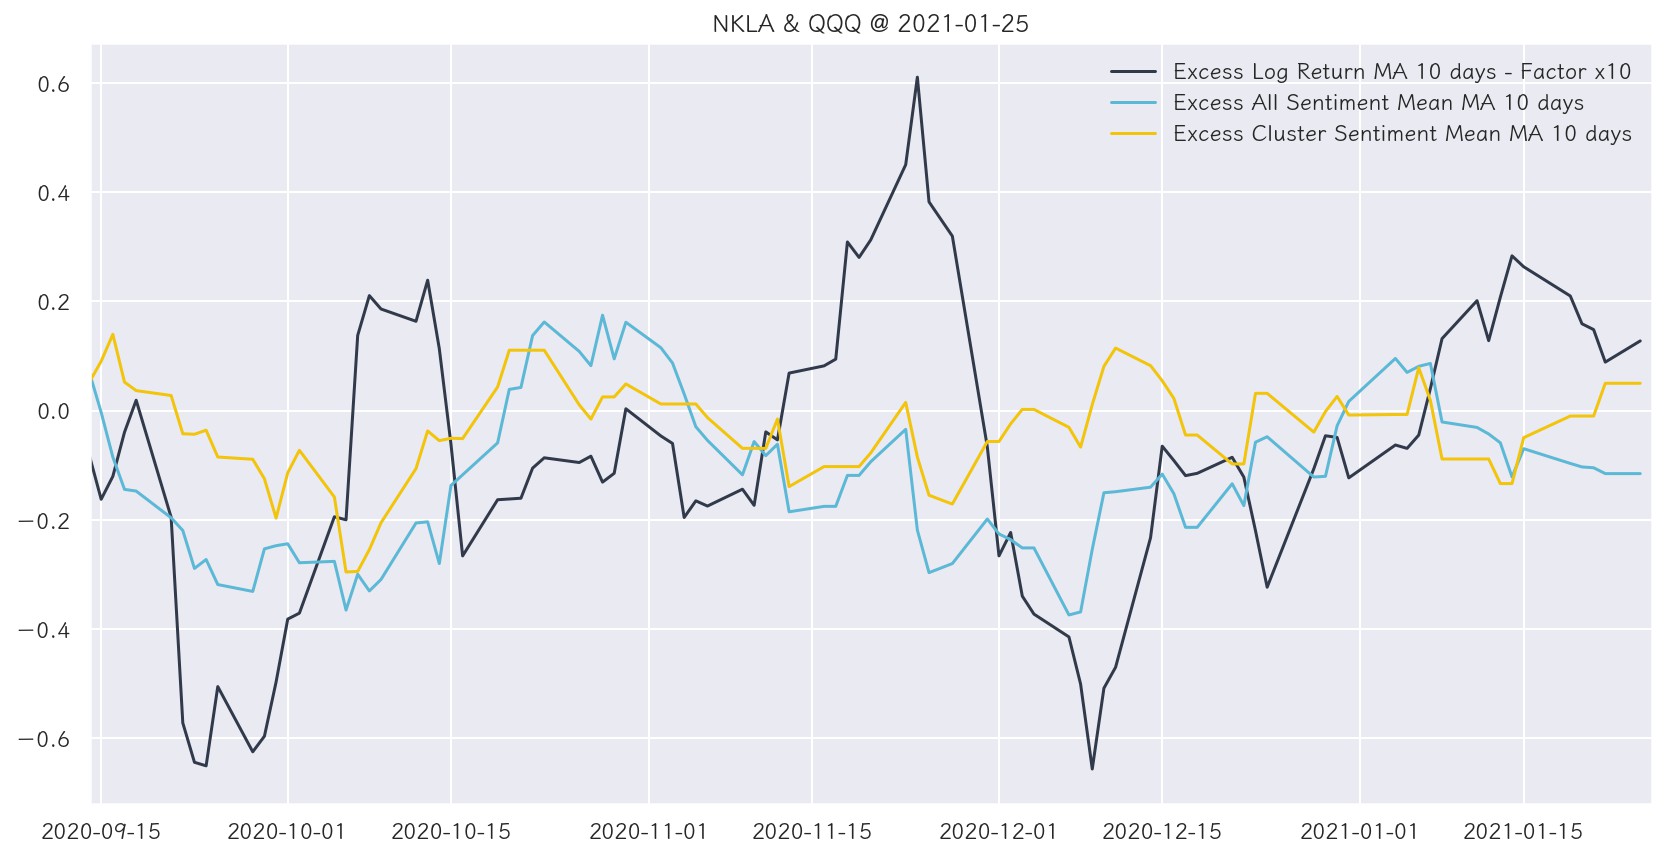 NKLA & QQQ @ 2021-01-25
Excess Log Return MA 10 days - Factor x10
Excess All Sentiment Mean MA 10 days
Excess Cluster Sentiment Mean MA 10 days
0.6
0.4
0.2
0.0
−0.2
−0.4
−0.6
2020-09-15 2020-10-01 2020-10-15 2020-11-01 2020-11-15 2020-12-01 2020-12-15 2021-01-01 2021-01-15